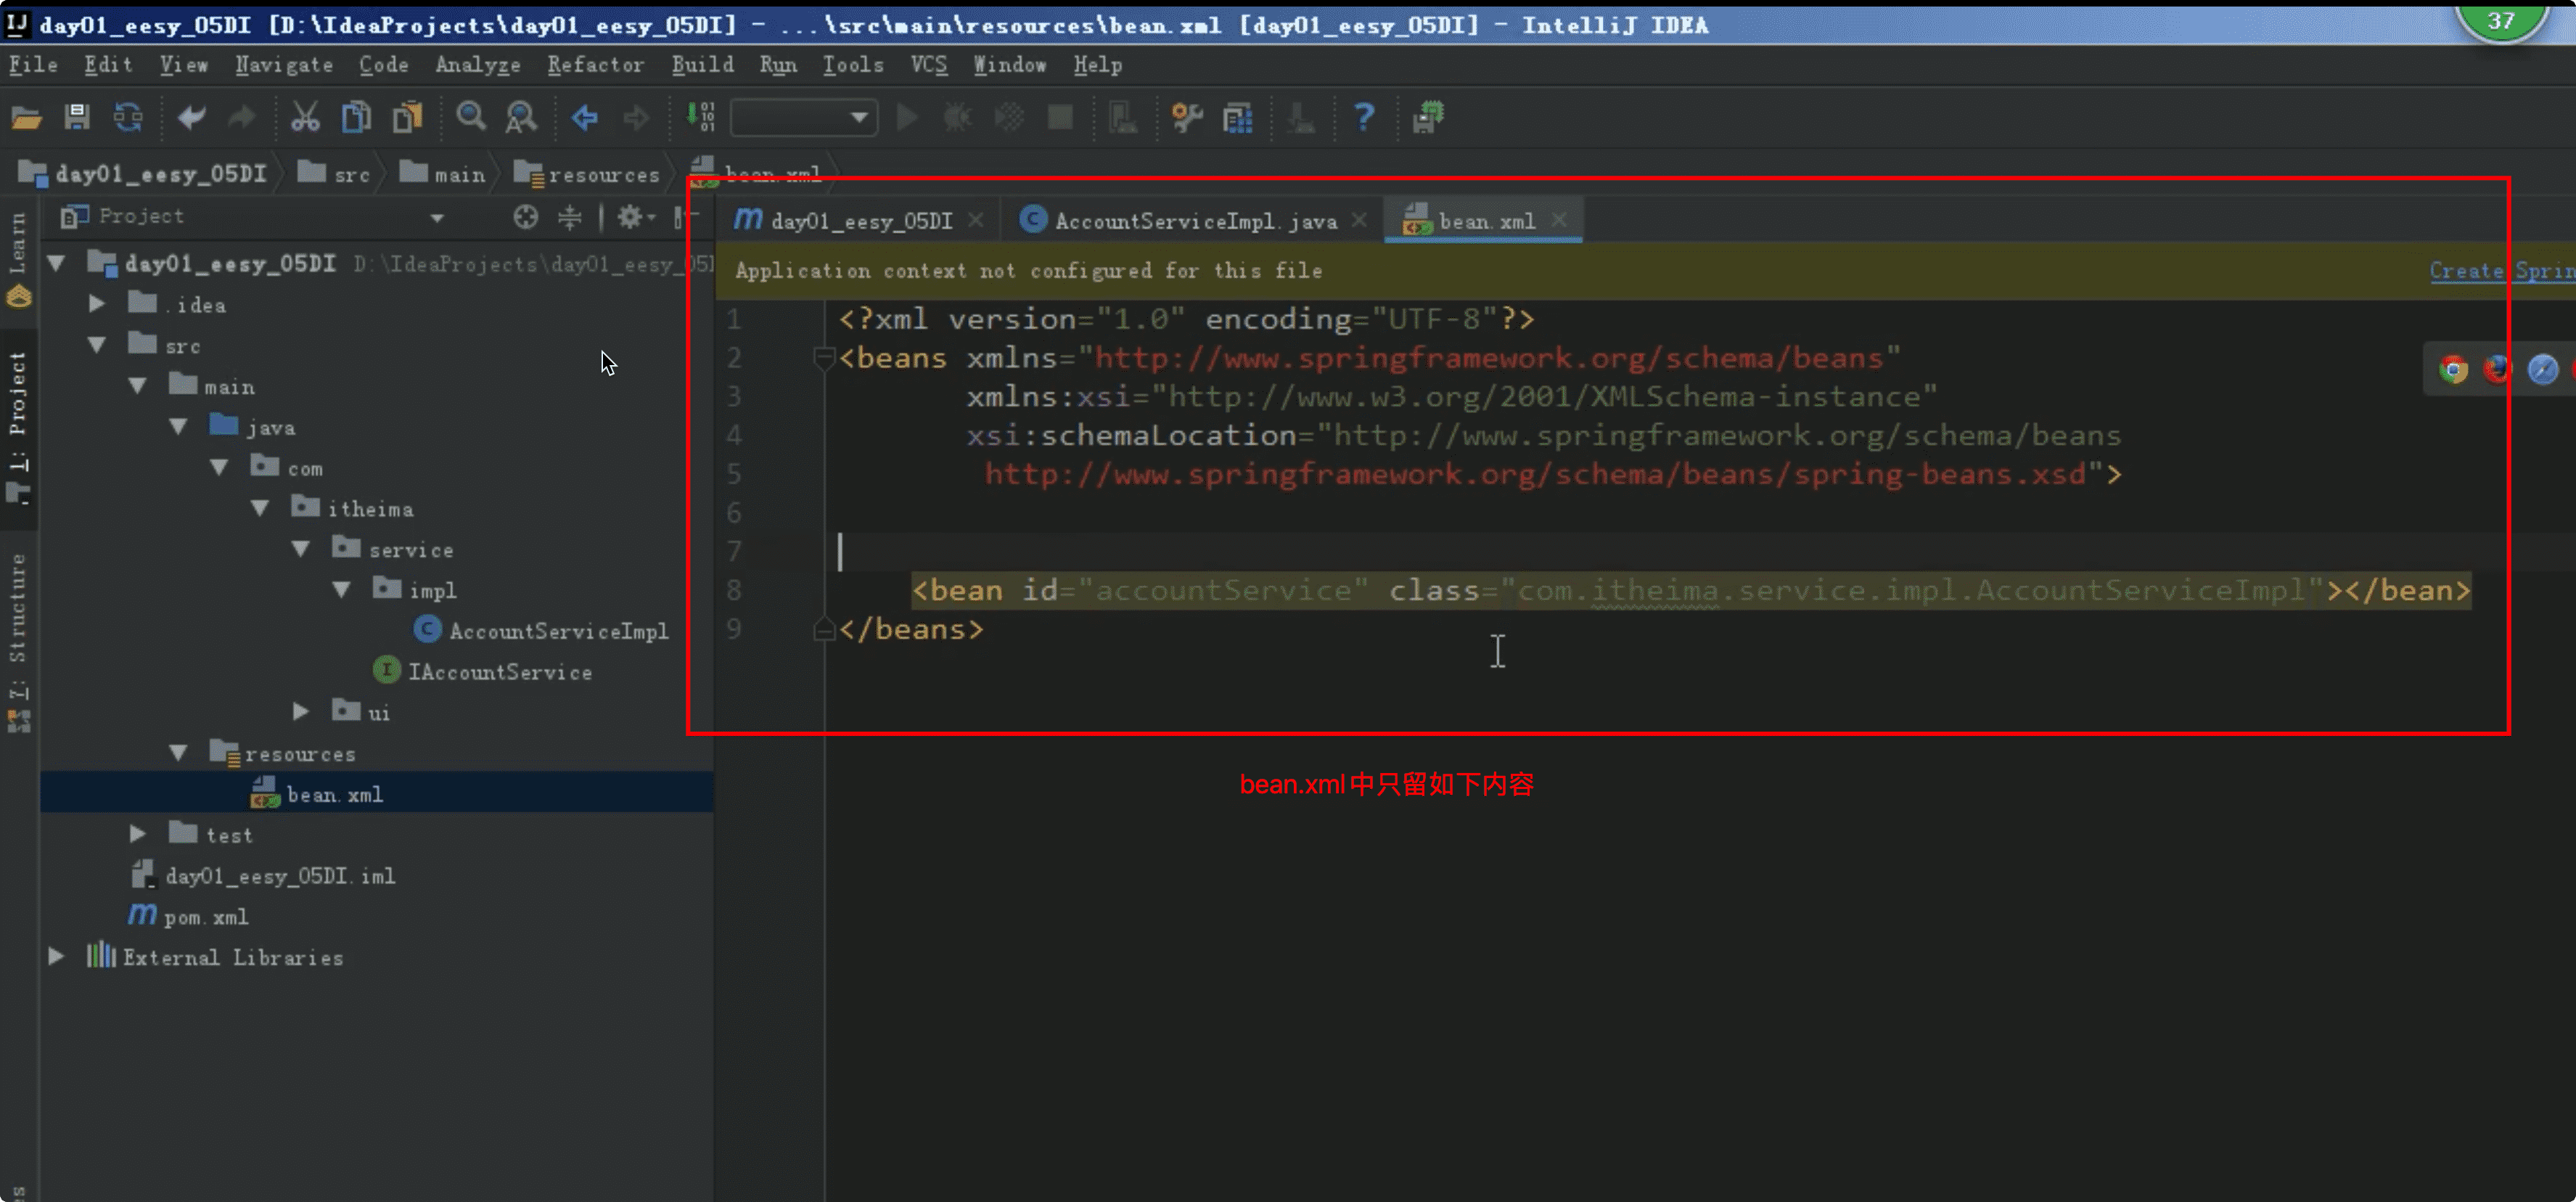 IJ day01_eesy_05DI [D:\IdeaProjects\day01_eesy_05DI] - ...\src\main\resources\bean.xml [day01_eesy_05DI] - IntelliJ IDEA
37
File Edit View Navigate Code Analyze Refactor Build Run Tools VCS Window Help
day01_eesy_05DI src main resources bean.xml
Project
day01_eesy_05DI AccountServiceImpl.java bean.xml
Learn
1: Project
7: Structure
day01_eesy_05DI D:\IdeaProjects\day01_eesy_05
.idea
src
main
java
com
itheima
service
impl
AccountServiceImpl
IAccountService
ui
resources
bean.xml
test
day01_eesy_05DI.iml
pom.xml
External Libraries
Application context not configured for this file
Create Sprin
1 <?xml version="1.0" encoding="UTF-8"?>
2 <beans xmlns="http://www.springframework.org/schema/beans"
3 xmlns:xsi="http://www.w3.org/2001/XMLSchema-instance"
4 xsi:schemaLocation="http://www.springframework.org/schema/beans
5 http://www.springframework.org/schema/beans/spring-beans.xsd">
6
7
8 <bean id="accountService" class="com.itheima.service.impl.AccountServiceImpl"></bean>
9 </beans>
bean.xml中只留如下内容